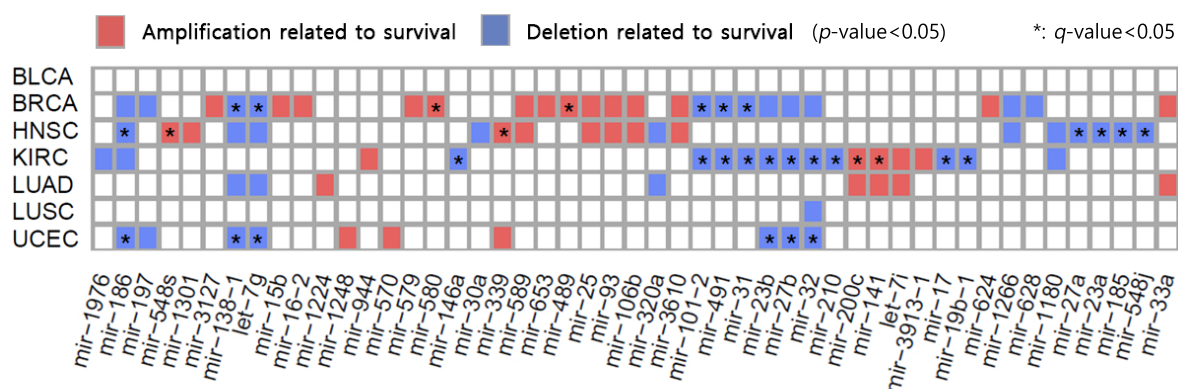 Amplification related to survival Deletion related to survival (p-value<0.05) *: q-value<0.05
BLCA
BRCA * * * * * * *
HNSC * * * * * * *
KIRC * * * * * * * * * * * *
LUAD
LUSC
UCEC * * * * * *
mir-1976
mir-186
mir-197
mir-548s
mir-1301
mir-3127
mir-138-1
let-7g
mir-15b
mir-16-2
mir-1224
mir-1248
mir-944
mir-570
mir-579
mir-580
mir-146a
mir-30a
mir-339
mir-589
mir-653
mir-489
mir-25
mir-93
mir-106b
mir-320a
mir-3610
mir-101-2
mir-491
mir-31
mir-23b
mir-27b
mir-32
mir-210
mir-200c
mir-141
let-7i
mir-3913-1
mir-17
mir-19b-1
mir-624
mir-1266
mir-628
mir-1180
mir-27a
mir-23a
mir-185
mir-548j
mir-33a